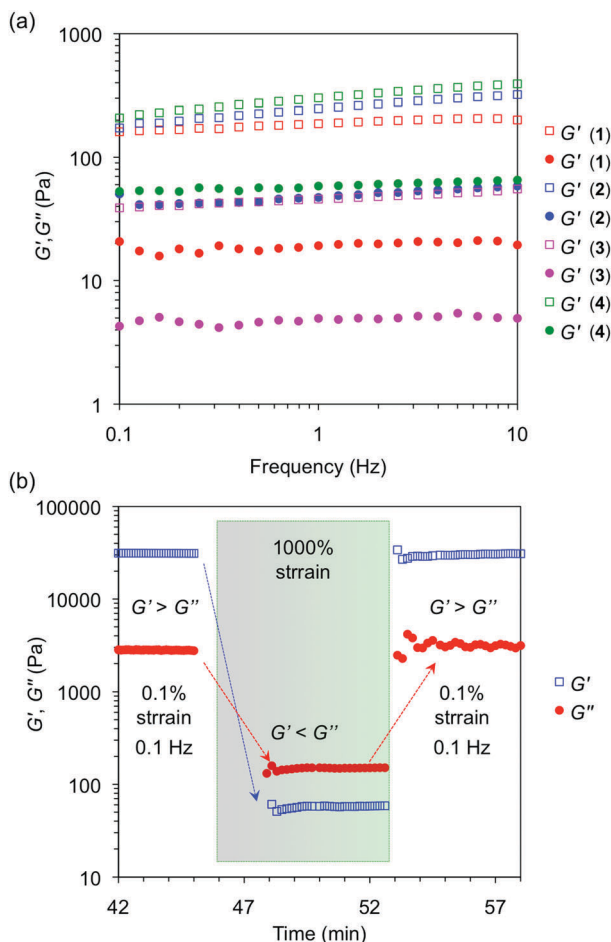 (a)
1000
100
10
1
G',G'' (Pa)
0.1
1
10
Frequency (Hz)
G' (1)
G' (1)
G' (2)
G' (2)
G' (3)
G' (3)
G' (4)
G' (4)
(b)
100000
10000
1000
100
10
G', G'' (Pa)
1000%
strrain
G' > G''
0.1%
strrain
0.1 Hz
G' < G''
G' > G''
0.1%
strrain
0.1 Hz
G'
G''
42
47
52
57
Time (min)